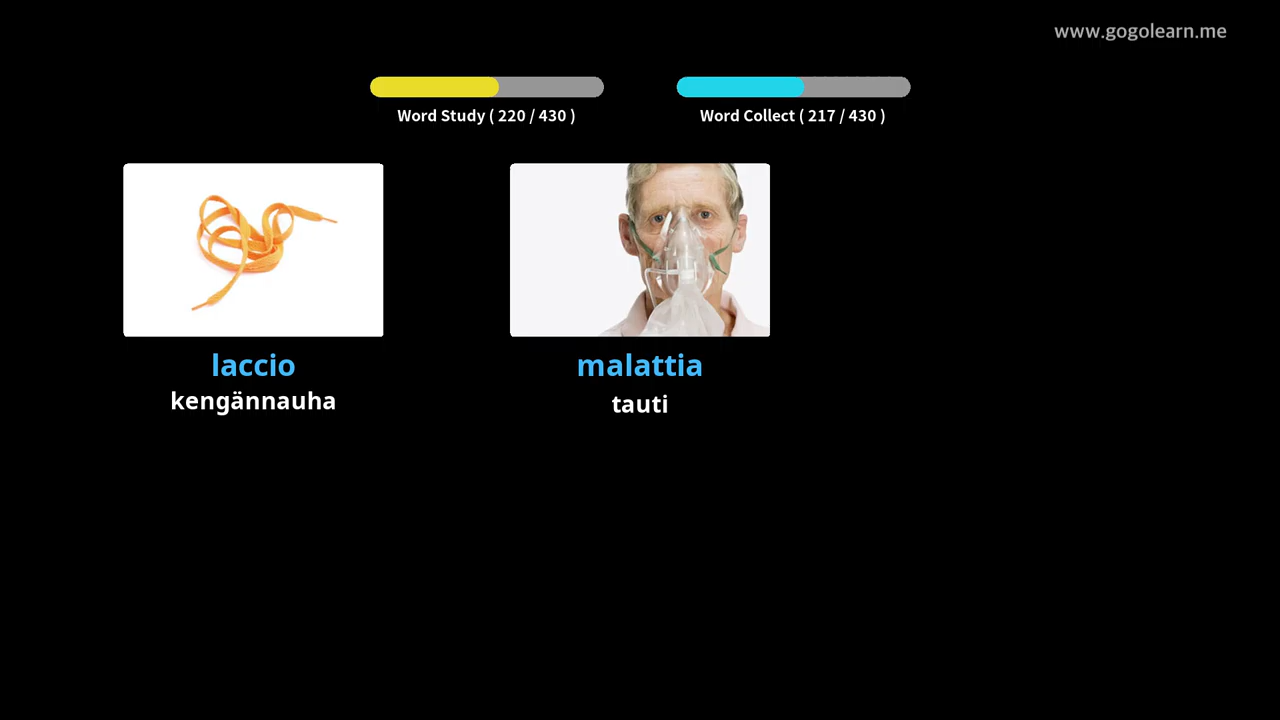 www.gogolearn.me
Word Study ( 220 / 430 )
Word Collect ( 217 / 430 )
laccio
kengännauha
malattia
tauti